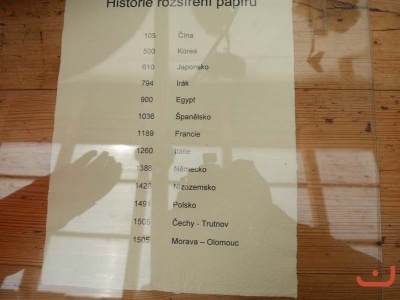 Historie rozšíření papíru
105 Čína
500 Korea
610 Japonsko
794 Irák
900 Egypt
1036 Španělsko
1189 Francie
1260 Itálie
1388 Německo
1428 Nizozemsko
1491 Polsko
1505 Čechy - Trutnov
1505 Morava – Olomouc